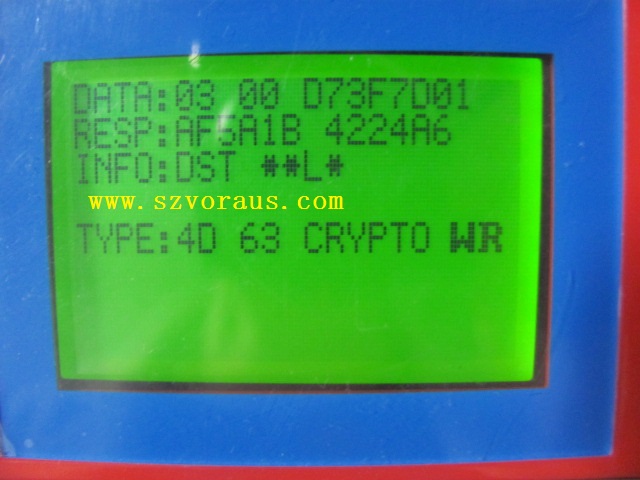 DATA:03 00 D73F7D01
RESP:AF5A1B 4224A6
INFO:DST **L*
www.szvoraus.com
TYPE:4D 63 CRYPTO WR